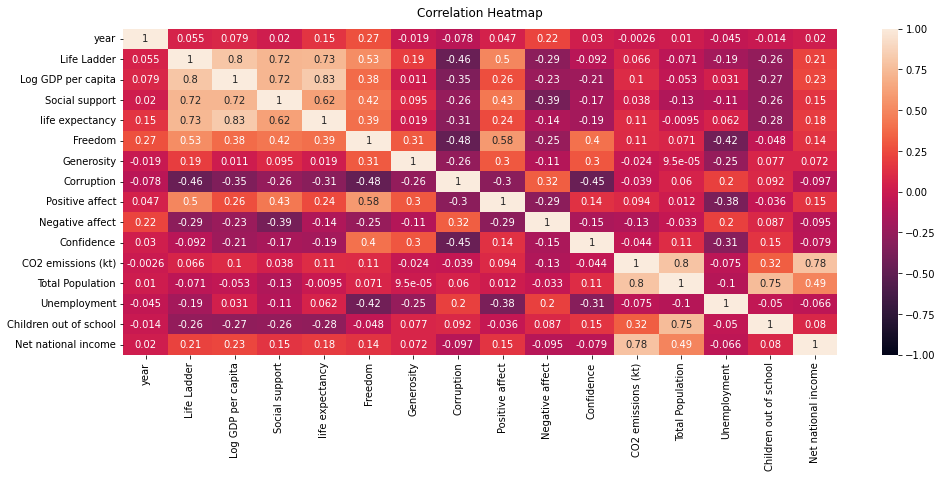 Correlation Heatmap
year 1 0.055 0.079 0.02 0.15 0.27 -0.019 -0.078 0.047 0.22 0.03 -0.0026 0.01 -0.045 -0.014 0.02
Life Ladder 0.055 1 0.8 0.72 0.73 0.53 0.19 -0.46 0.5 -0.29 -0.092 0.066 -0.071 -0.19 -0.26 0.21
Log GDP per capita 0.079 0.8 1 0.72 0.83 0.38 0.011 -0.35 0.26 -0.23 -0.21 0.1 -0.053 0.031 -0.27 0.23
Social support 0.02 0.72 0.72 1 0.62 0.42 0.095 -0.26 0.43 -0.39 -0.17 0.038 -0.13 -0.11 -0.26 0.15
life expectancy 0.15 0.73 0.83 0.62 1 0.39 0.019 -0.31 0.24 -0.14 -0.19 0.11 -0.0095 0.062 -0.28 0.18
Freedom 0.27 0.53 0.38 0.42 0.39 1 0.31 -0.48 0.58 -0.25 0.4 0.11 0.071 -0.42 -0.048 0.14
Generosity -0.019 0.19 0.011 0.095 0.019 0.31 1 -0.26 0.3 -0.11 0.3 -0.024 9.5e-05 -0.25 0.077 0.072
Corruption -0.078 -0.46 -0.35 -0.26 -0.31 -0.48 -0.26 1 -0.3 0.32 -0.45 -0.039 0.06 0.2 0.092 -0.097
Positive affect 0.047 0.5 0.26 0.43 0.24 0.58 0.3 -0.3 1 -0.29 0.14 0.094 0.012 -0.38 -0.036 0.15
Negative affect 0.22 -0.29 -0.23 -0.39 -0.14 -0.25 -0.11 0.32 -0.29 1 -0.15 -0.13 -0.033 0.2 0.087 -0.095
Confidence 0.03 -0.092 -0.21 -0.17 -0.19 0.4 0.3 -0.45 0.14 -0.15 1 -0.044 0.11 -0.31 0.15 -0.079
CO2 emissions (kt) -0.0026 0.066 0.1 0.038 0.11 0.11 -0.024 -0.039 0.094 -0.13 -0.044 1 0.8 -0.075 0.32 0.78
Total Population 0.01 -0.071 -0.053 -0.13 -0.0095 0.071 9.5e-05 0.06 0.012 -0.033 0.11 0.8 1 -0.1 0.75 0.49
Unemployment -0.045 -0.19 0.031 -0.11 0.062 -0.42 -0.25 0.2 -0.38 0.2 -0.31 -0.075 -0.1 1 -0.05 -0.066
Children out of school -0.014 -0.26 -0.27 -0.26 -0.28 -0.048 0.077 0.092 -0.036 0.087 0.15 0.32 0.75 -0.05 1 0.08
Net national income 0.02 0.21 0.23 0.15 0.18 0.14 0.072 -0.097 0.15 -0.095 -0.079 0.78 0.49 -0.066 0.08 1
year
Life Ladder
Log GDP per capita
Social support
life expectancy
Freedom
Generosity
Corruption
Positive affect
Negative affect
Confidence
CO2 emissions (kt)
Total Population
Unemployment
Children out of school
Net national income
1.00
0.75
0.50
0.25
0.00
−0.25
−0.50
−0.75
−1.00